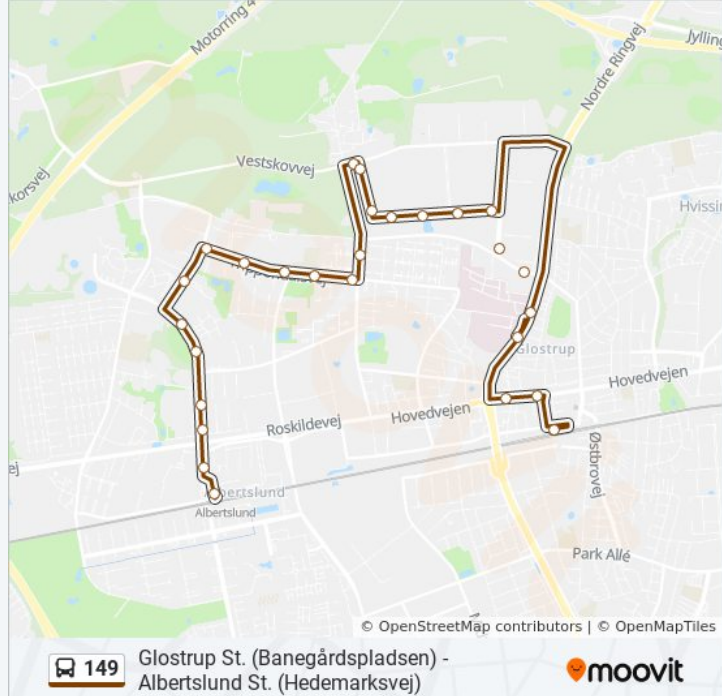 Motorring 4
Jylling
Nordre Ringvej
Vestskovvej
korsvej
Hvissin
Glostrup
Hovedvejen
Hovedvejen
Roskildevej
ej
Østbrovej
Albertslund
Albertslund
Park Allé
© OpenStreetMap contributors | © OpenMapTiles
149
Glostrup St. (Banegårdspladsen) -
Albertslund St. (Hedemarksvej)
moovit